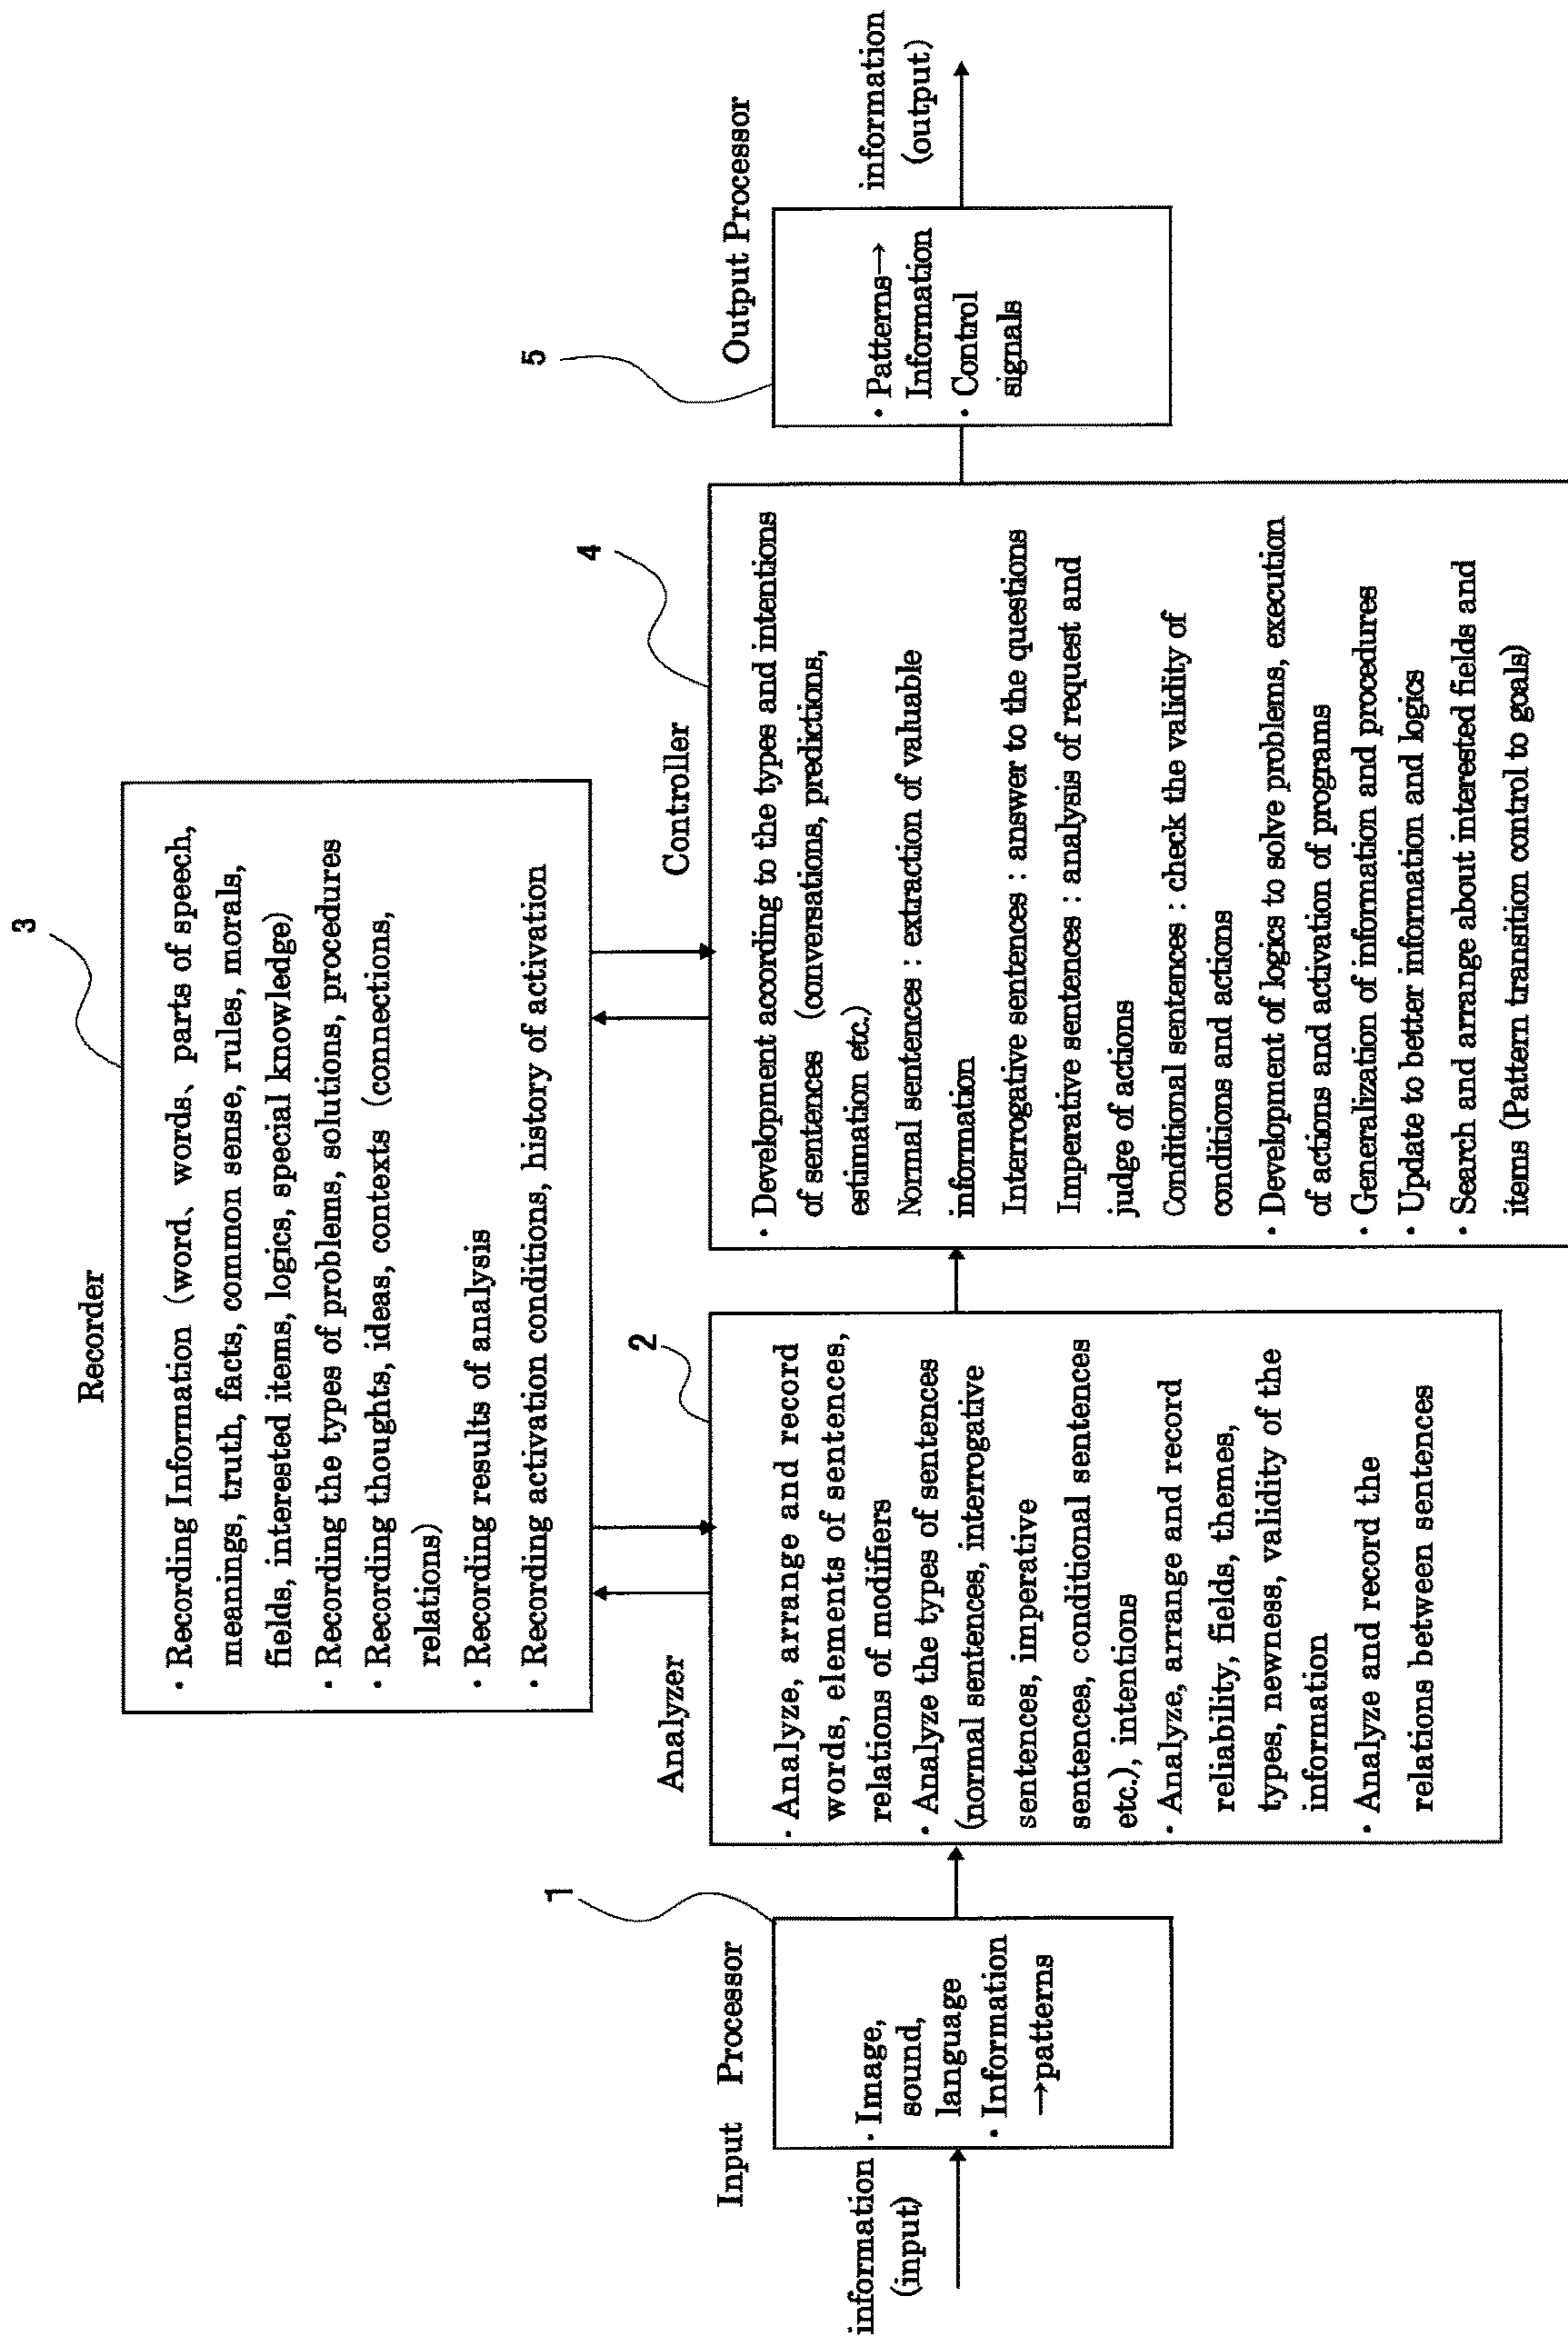 Recorder
3
・Recording Information (word、words、parts of speech,
meanings, truth, facts, common sense, rules, morals,
fields, interested items, logics, special knowledge)
・Recording the types of problems, solutions, procedures
・Recording thoughts, ideas, contexts (connections,
relations)
・Recording results of analysis
・Recording activation conditions, history of activation
information
(input)
Input Processor
1
・Image,
sound,
language
・Information
→patterns
Analyzer
2
・Analyze, arrange and record
words, elements of sentences,
relations of modifiers
・Analyze the types of sentences
(normal sentences, interrogative
sentences, imperative
sentences, conditional sentences
etc.), intentions
・Analyze, arrange and record
reliability, fields, themes,
types, newness, validity of the
information
・Analyze and record the
relations between sentences
Controller
4
・Development according to the types and intentions
of sentences (conversations, predictions,
estimation etc.)
Normal sentences : extraction of valuable
information
Interrogative sentences : answer to the questions
Imperative sentences : analysis of request and
judge of actions
Conditional sentences : check the validity of
conditions and actions
・Development of logics to solve problems, execution
of actions and activation of programs
・Generalization of information and procedures
・Update to better information and logics
・Search and arrange about interested fields and
items (Pattern transition control to goals)
Output Processor
5
・Patterns→
Information
・Control
signals
information
(output)